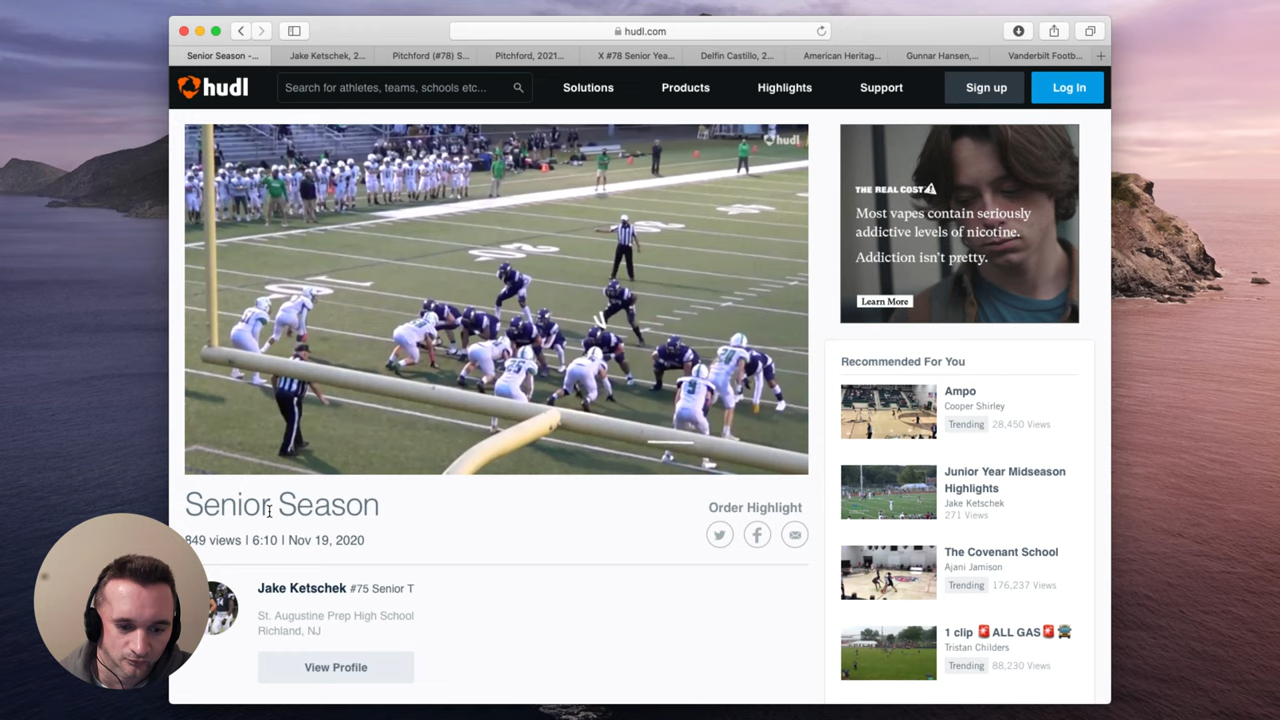 hudl.com
Senior Season -...
Jake Ketschek, 2...
Pitchford (#78) S...
Pitchford, 2021...
X #78 Senior Yea...
Delfin Castillo, 2...
American Heritag...
Gunnar Hansen,...
Vanderbilt Footb...
hudl
Search for athletes, teams, schools etc...
Solutions
Products
Highlights
Support
Sign up
Log In
hudl
THE REAL COST
Most vapes contain seriously
addictive levels of nicotine.
Addiction isn't pretty.
Learn More
Senior Season
849 views | 6:10 | Nov 19, 2020
Order Highlight
Jake Ketschek #75 Senior T
St. Augustine Prep High School
Richland, NJ
View Profile
Recommended For You
Ampo
Cooper Shirley
Trending 28,450 Views
Junior Year Midseason
Highlights
Jake Ketschek
271 Views
The Covenant School
Ajani Jamison
Trending 176,237 Views
1 clip 🚨ALL GAS🚨
Tristan Childers
Trending 88,230 Views